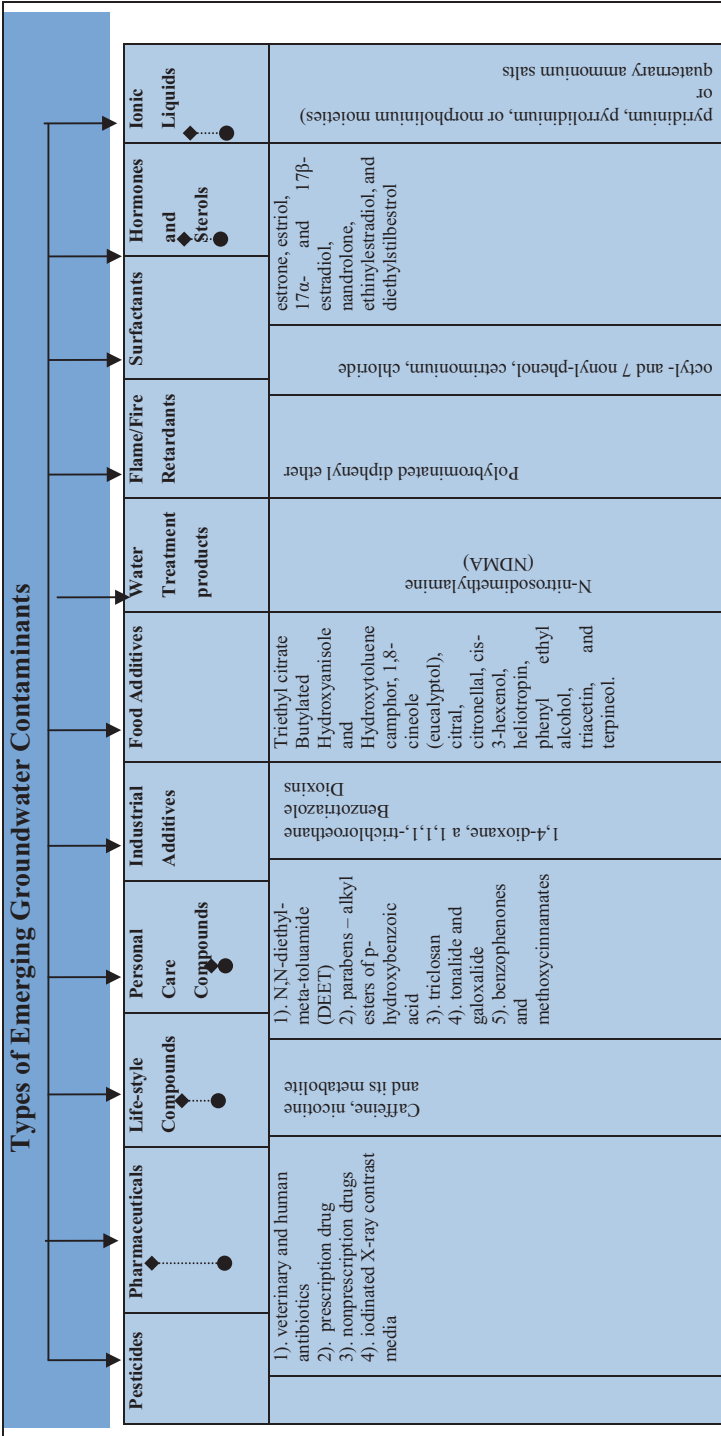 Types of Emerging Groundwater Contaminants
Pesticides
Pharmaceuticals
Life-style
Compounds
Personal
Care
Compounds
Industrial
Additives
Food Additives
Water
Treatment
products
Flame/Fire
Retardants
Surfactants
Hormones
and
Sterols
Ionic
Liquids
1). veterinary and human
antibiotics
2). prescription drug
3). nonprescription drugs
4). iodinated X-ray contrast
media
Caffeine, nicotine,
and its metabolite
1). N,N-diethyl-
meta-toluamide
(DEET)
2). parabens – alkyl
esters of p-
hydroxybenzoic
acid
3). triclosan
4). tonalide and
galoxalide
5). benzophenones
and
methoxycinnamates
1,4-dioxane, a 1,1,1,-trichloroethane
Benzotriazole
Dioxins
Triethyl citrate
Butylated
Hydroxyanisole
and
Hydroxytoluene
camphor, 1,8-
cineole
(eucalyptol),
citral,
citronellal, cis-
3-hexenol,
heliotropin,
phenyl ethyl
alcohol,
triacetin, and
terpineol.
N-nitrosodimethylamine
(NDMA)
Polybrominated diphenyl ether
octyl- and 7 nonyl-phenol, cetrimonium, chloride
estrone, estriol,
17α- and 17β-
estradiol,
nandrolone,
ethinylestradiol, and
diethylstilbestrol
pyridinium, pyrrolidinium, or morpholinium moieties)
or
quaternary ammonium
salts